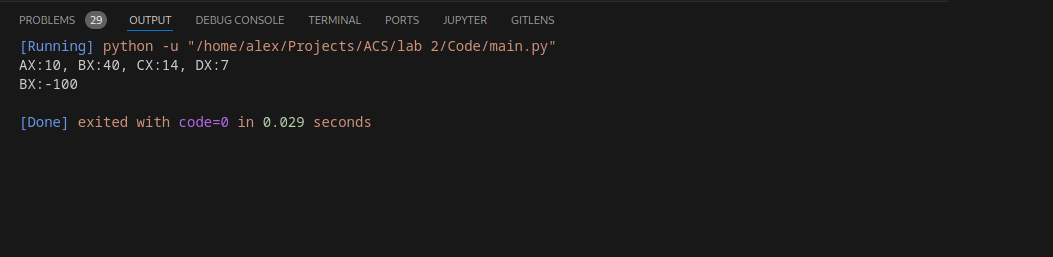 PROBLEMS 29 OUTPUT DEBUG CONSOLE TERMINAL PORTS JUPYTER GITLENS
[Running] python -u "/home/alex/Projects/ACS/lab 2/Code/main.py"
AX:10, BX:40, CX:14, DX:7
BX:-100
[Done] exited with code=0 in 0.029 seconds